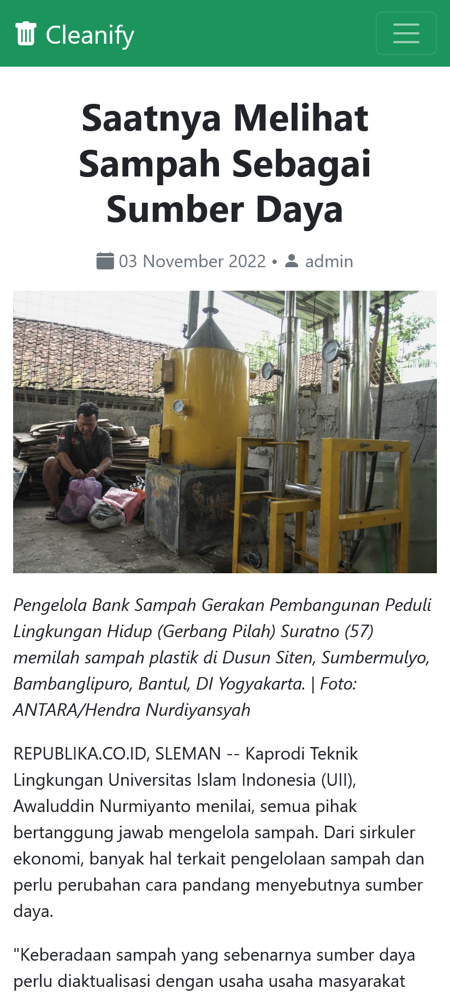 Cleanify
Saatnya Melihat
Sampah Sebagai
Sumber Daya
03 November 2022 • admin
Pengelola Bank Sampah Gerakan Pembangunan Peduli
Lingkungan Hidup (Gerbang Pilah) Suratno (57)
memilah sampah plastik di Dusun Siten, Sumbermulyo,
Bambanglipuro, Bantul, DI Yogyakarta. | Foto:
ANTARA/Hendra Nurdiyansyah
REPUBLIKA.CO.ID, SLEMAN -- Kaprodi Teknik
Lingkungan Universitas Islam Indonesia (UII),
Awaluddin Nurmiyanto menilai, semua pihak
bertanggung jawab mengelola sampah. Dari sirkuler
ekonomi, banyak hal terkait pengelolaan sampah dan
perlu perubahan cara pandang menyebutnya sumber
daya.
"Keberadaan sampah yang sebenarnya sumber daya
perlu diaktualisasi dengan usaha usaha masyarakat